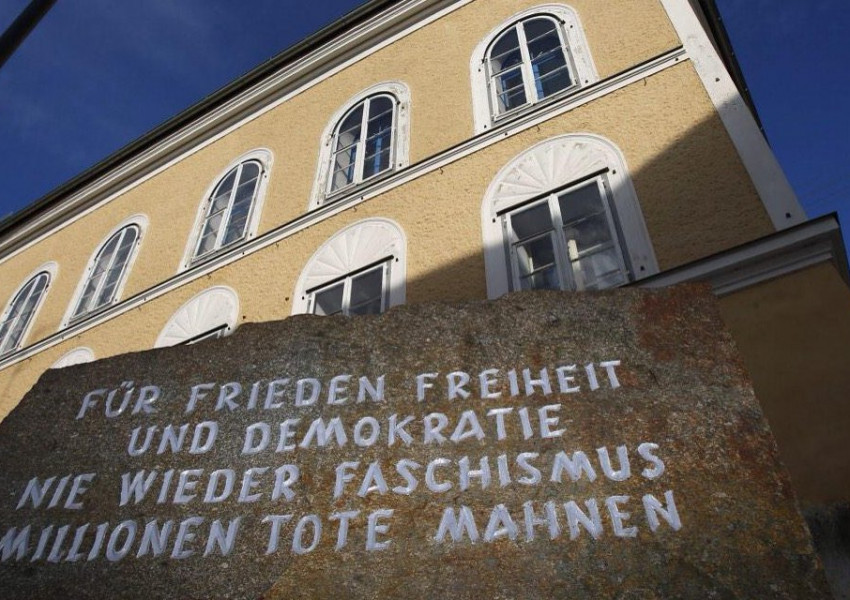 FÜR FRIEDEN FREIHEIT
UND DEMOKRATIE
NIE WIEDER FASCHISMUS
MILLIONEN TOTE MAHNEN